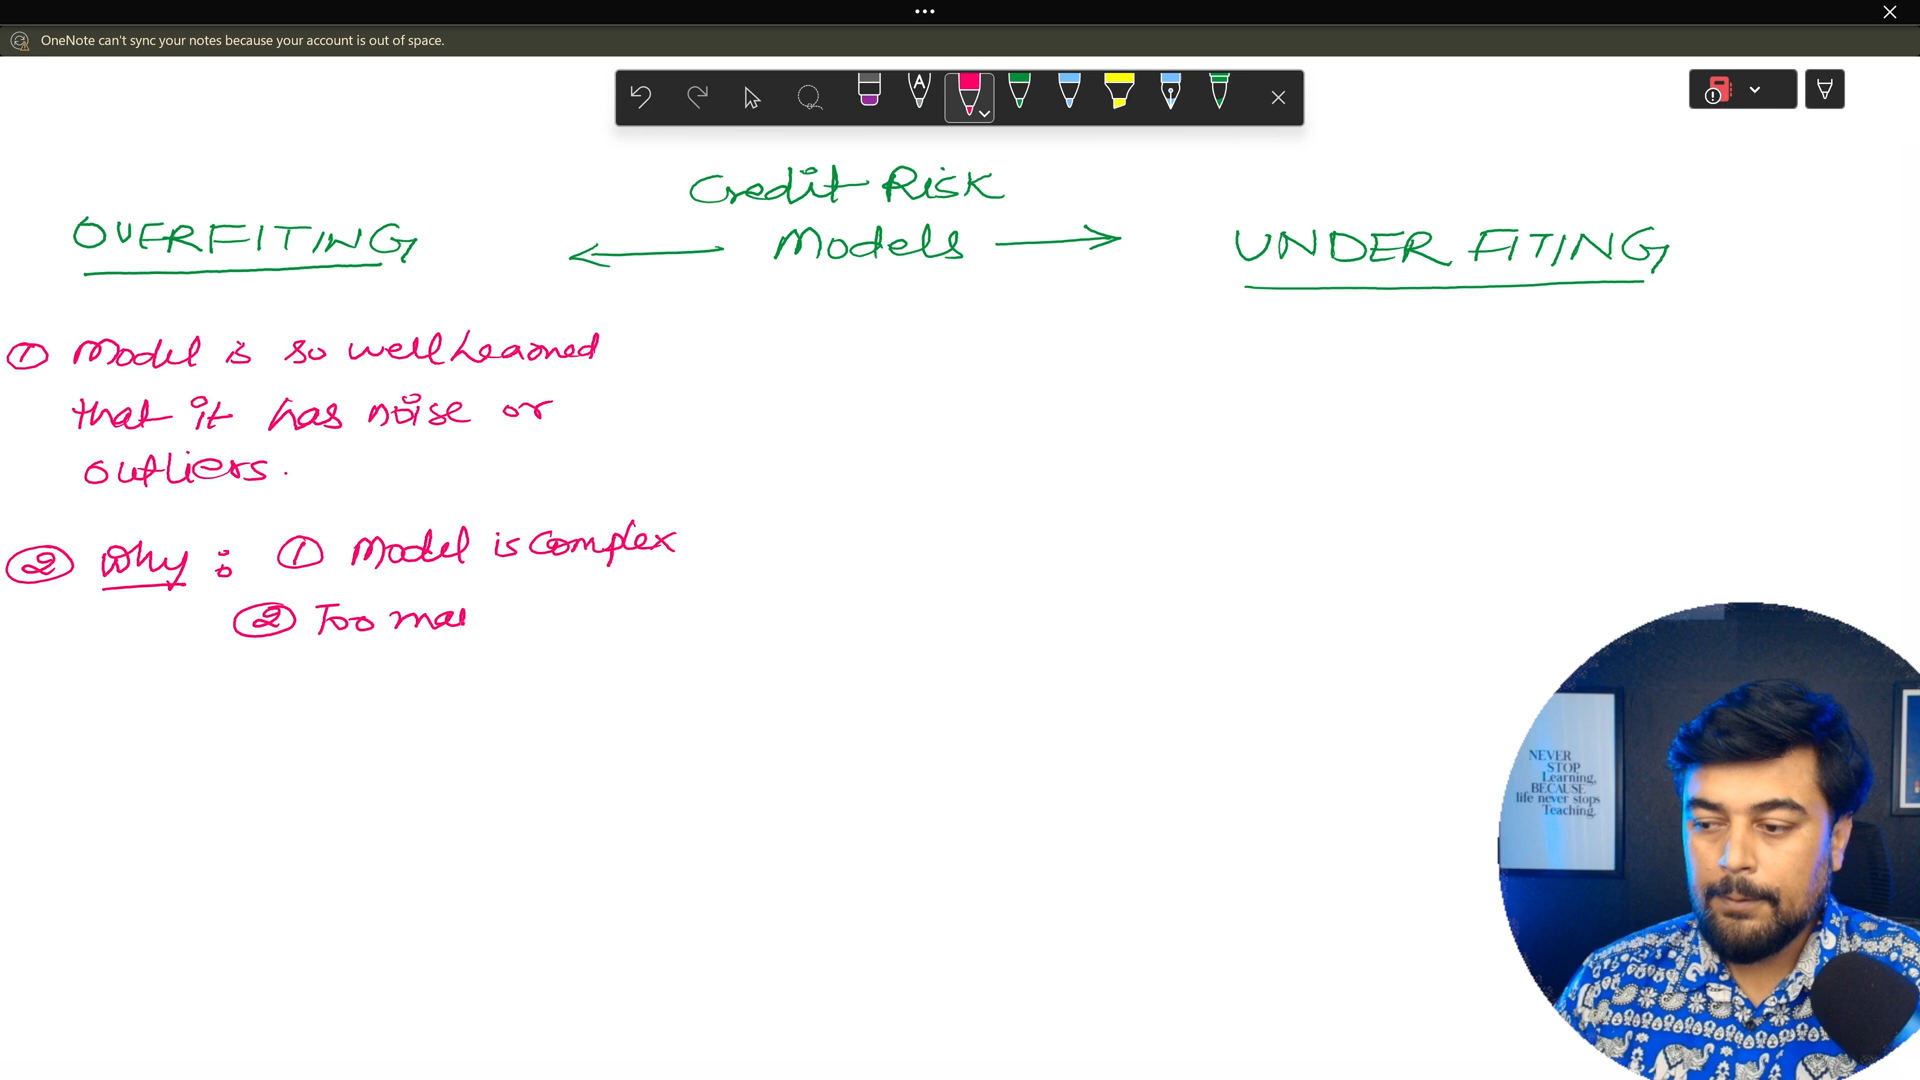 OneNote can't sync your notes because your account is out of space.
Credit Risk
OVERFITING
Models
UNDER FITING
① Model is so well Learned
that it has noise or
outliers.
② Why : ① Model is complex
② Too ma
NEVER
STOP
Learning,
BECAUSE
life never stops
Teaching.